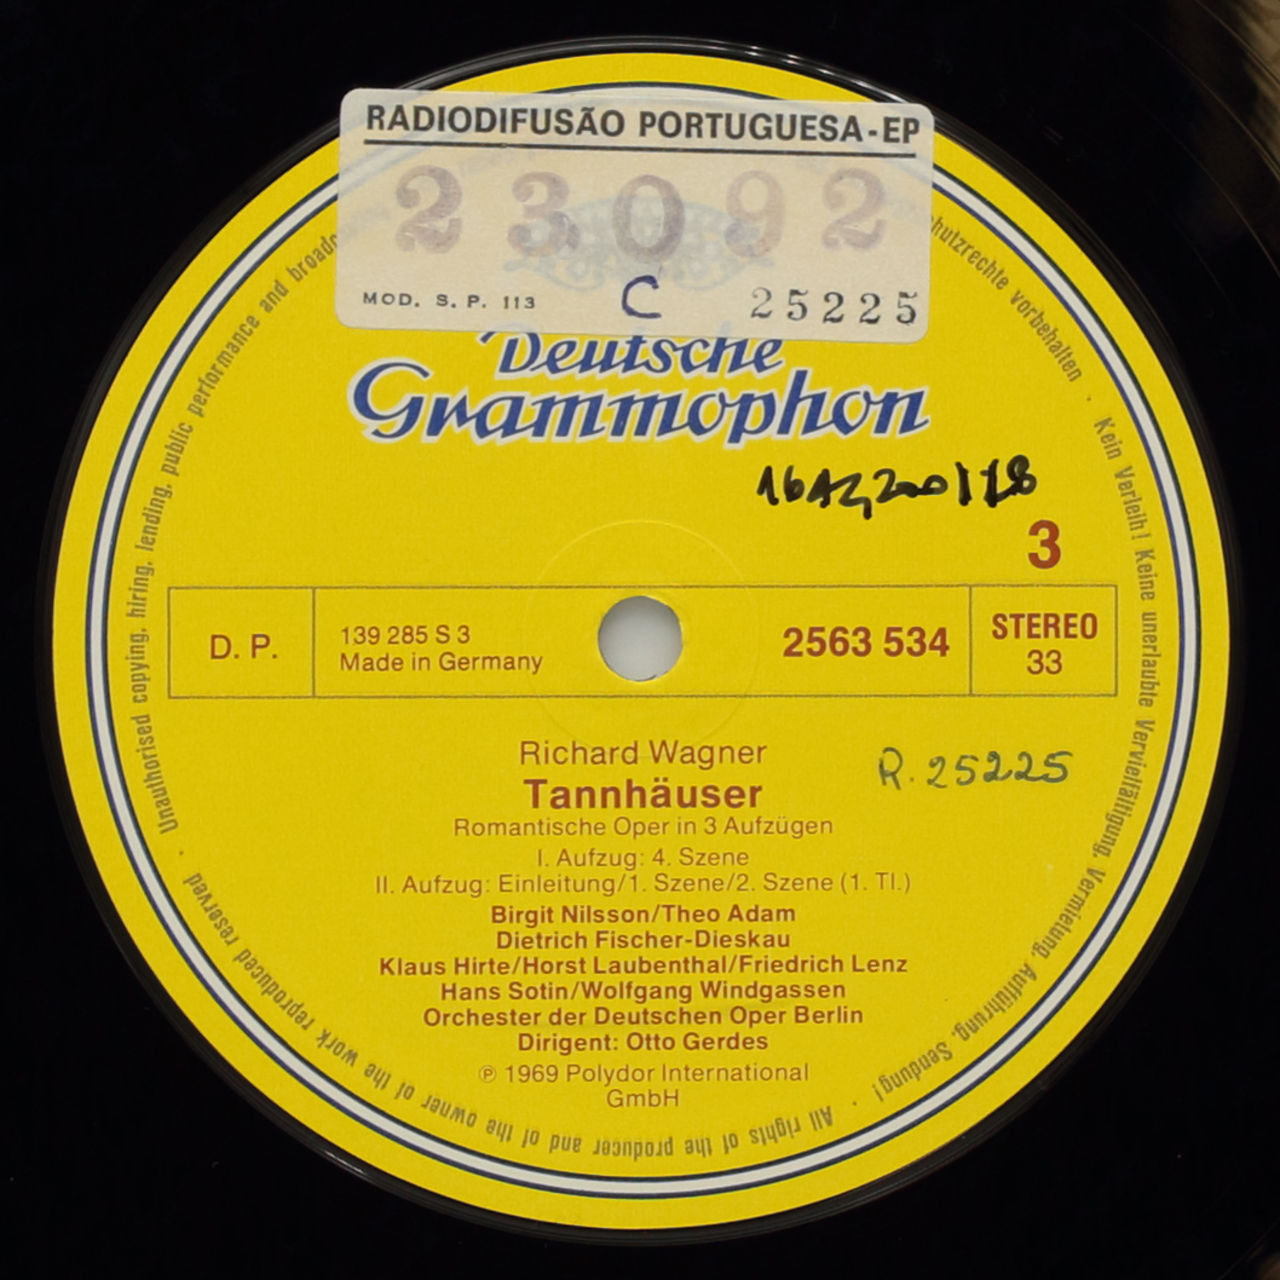 RADIODIFUSÃO PORTUGUESA-EP
23092
MOD. S. P. 113 C 25225
Deutsche
Grammophon
3
D. P.
139 285 S 3
Made in Germany
2563 534
STEREO
33
Richard Wagner
R. 25225
Tannhäuser
Romantische Oper in 3 Aufzügen
I. Aufzug: 4. Szene
II. Aufzug: Einleitung/1. Szene/2. Szene (1. Tl.)
Birgit Nilsson/Theo Adam
Dietrich Fischer-Dieskau
Klaus Hirte/Horst Laubenthal/Friedrich Lenz
Hans Sotin/Wolfgang Windgassen
Orchester der Deutschen Oper Berlin
Dirigent: Otto Gerdes
℗ 1969 Polydor International
GmbH
vorbehalten · Kein Verleih! Keine unerlaubte Vervielfältigung, Vermietung, Aufführung, Sendung! · All rights of the producer and of the owner of the work reproduced reserved · Unauthorised copying, hiring, lending, public performance and